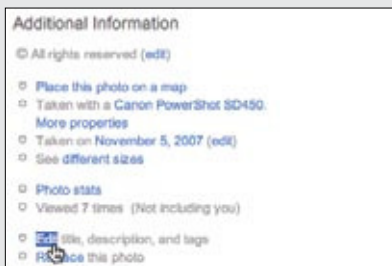 Additional Information
© All rights reserved (edit)
Place this photo on a map
Taken with a Canon PowerShot SD450.
More properties
Taken on November 5, 2007 (edit)
See different sizes
Photo stats
Viewed 7 times (Not including you)
Edit title, description, and tags
Replace this photo